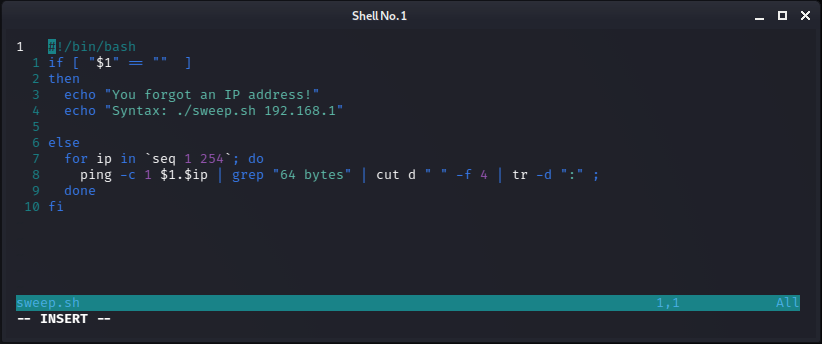 Shell No. 1
1 #!/bin/bash
1 if [ "$1" == "" ]
2 then
3 echo "You forgot an IP address!"
4 echo "Syntax: ./sweep.sh 192.168.1"
5
6 else
7 for ip in `seq 1 254`; do
8 ping -c 1 $1.$ip | grep "64 bytes" | cut d " " -f 4 | tr -d ":" ;
9 done
10 fi
sweep.sh 1,1 All
-- INSERT --